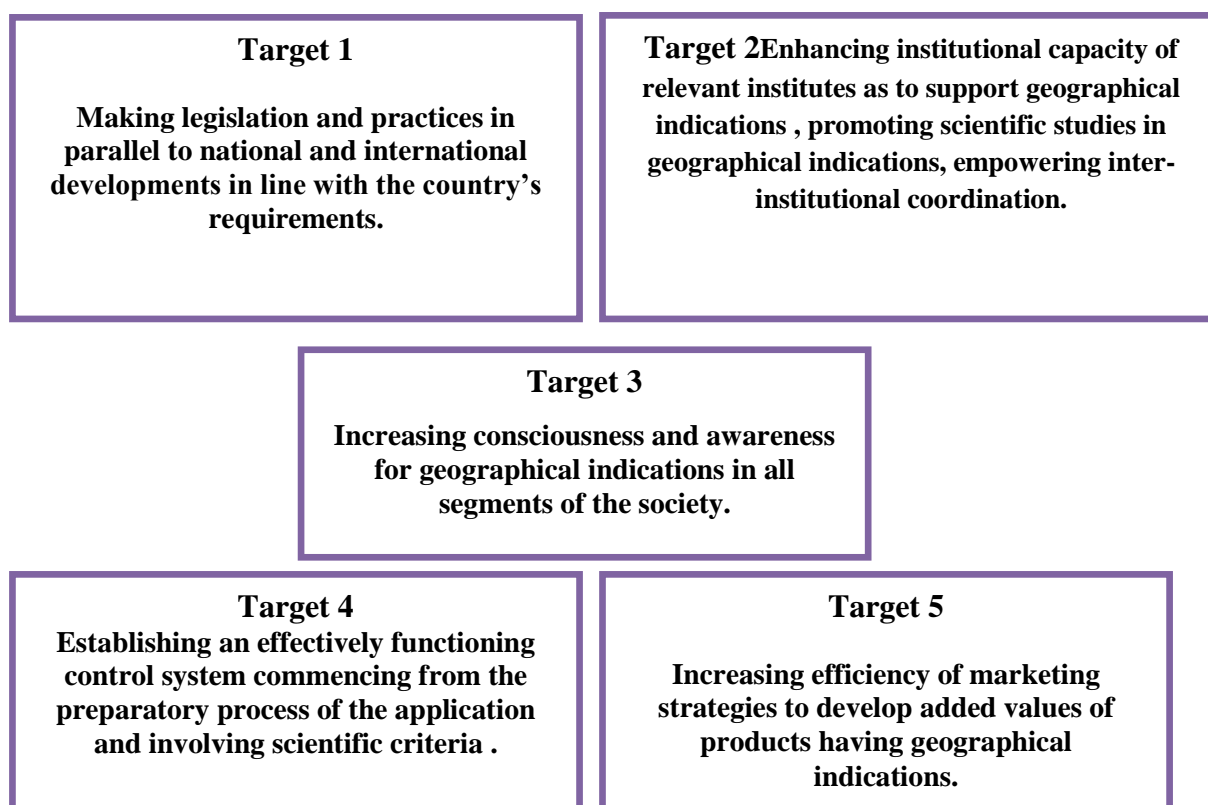 Target 1
Making legislation and practices in
parallel to national and international
developments in line with the country’s
requirements.
Target 2Enhancing institutional capacity of
relevant institutes as to support geographical
indications , promoting scientific studies in
geographical indications, empowering inter-
institutional coordination.
Target 3
Increasing consciousness and awareness
for geographical indications in all
segments of the society.
Target 4
Establishing an effectively functioning
control system commencing from the
preparatory process of the application
and involving scientific criteria .
Target 5
Increasing efficiency of marketing
strategies to develop added values of
products having geographical
indications.